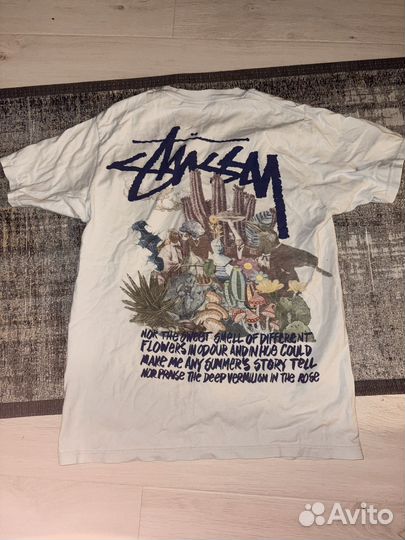 STÜSSY
NOR THE SWEET SMELL OF DIFFERENT
FLOWERS IN ODOUR AND IN HUE COULD
MAKE ME ANY SUMMER'S STORY TELL
NOR PRAISE THE DEEP VERMILION IN THE ROSE
Avito